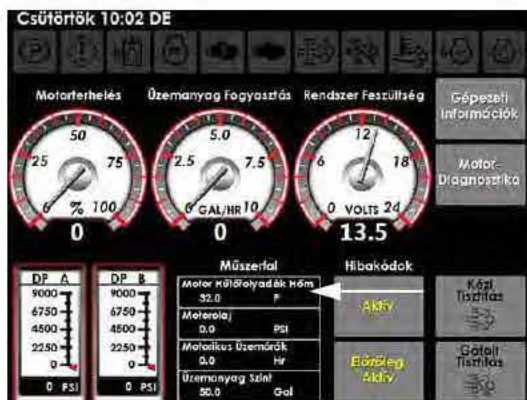 Csütörtök 10:02 DE
Motorterhelés
Üzemanyag Fogyasztás
Rendszer Feszültség
Gépezeti
Információk
50
25
75
0 % 100
0
5.0
2.5
7.5
0 GAL/HR 10
0
12
6
18
0 VOLTS 24
13.5
Motor-
Diagnosztika
DP A
9000
6750
4500
2250
0
0 PSI
DP B
9000
6750
4500
2250
0
0 PSI
Műszerfal
Motor Hűtőfolyadék Hőm
32.0 F
Motorolaj
0.0 PSI
Motorikus Üzemórák
0.0 Hr
Üzemanyag Szint
50.0 Gal
Hibakódok
Aktív
Előzőleg
Aktív
Kézi
Tisztítás
Gátolt
Tisztítás